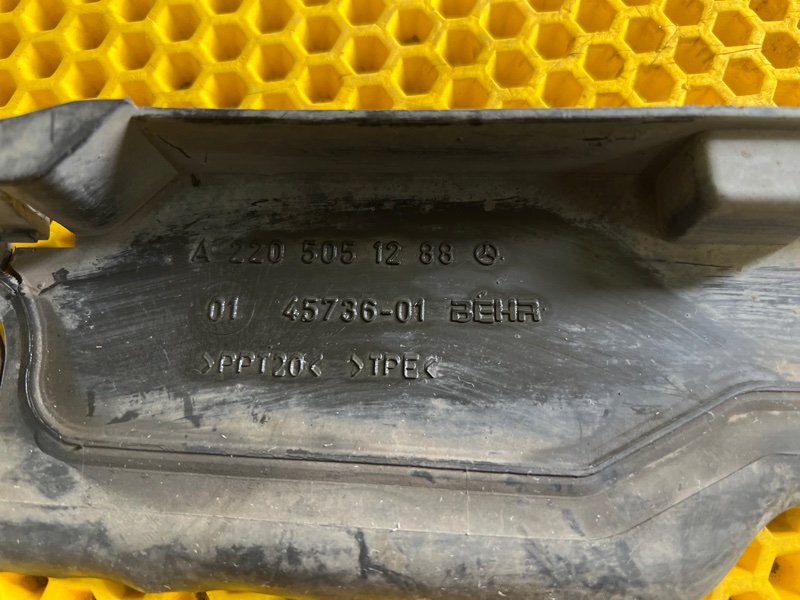 A 220 505 12 88
01 45736-01 BEHR
>PPT20< >TPE<